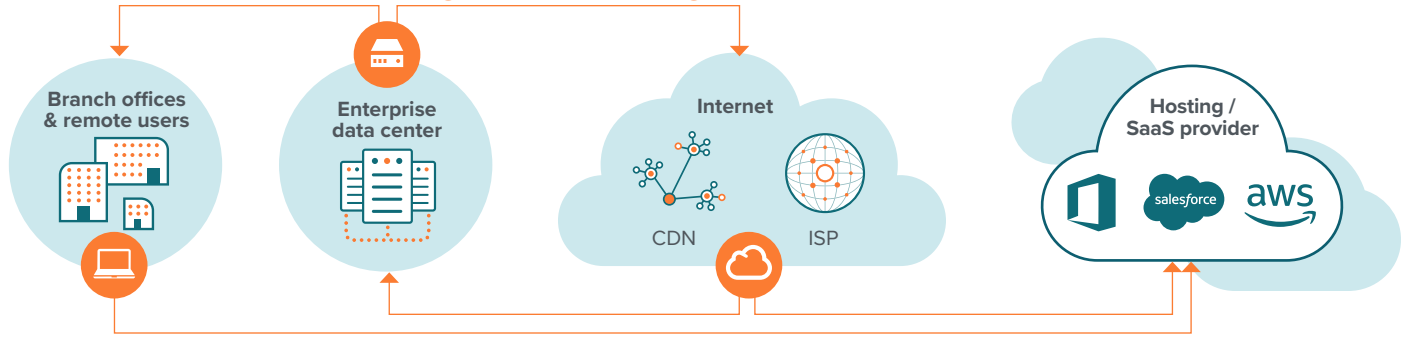 Branch offices
& remote users
Enterprise
data center
Internet
CDN
ISP
Hosting /
SaaS provider
salesforce
aws